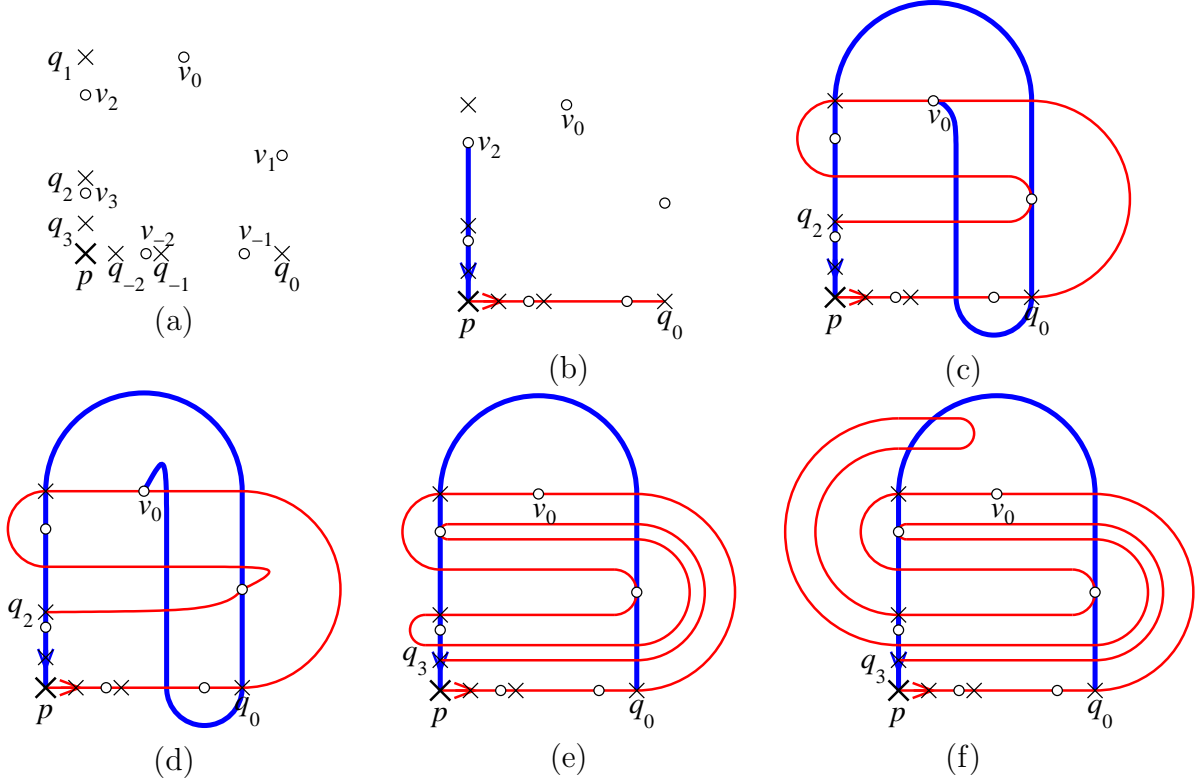 q₁
v₀
v₂
v₁
q₂
v₃
q₃
v₋₂
v₋₁
p
q₋₂
q₋₁
q₀
(a)
v₀
v₂
p
q₀
(b)
v₀
q₂
p
q₀
(c)
v₀
q₂
p
q₀
(d)
v₀
q₃
p
q₀
(e)
v₀
q₃
p
q₀
(f)